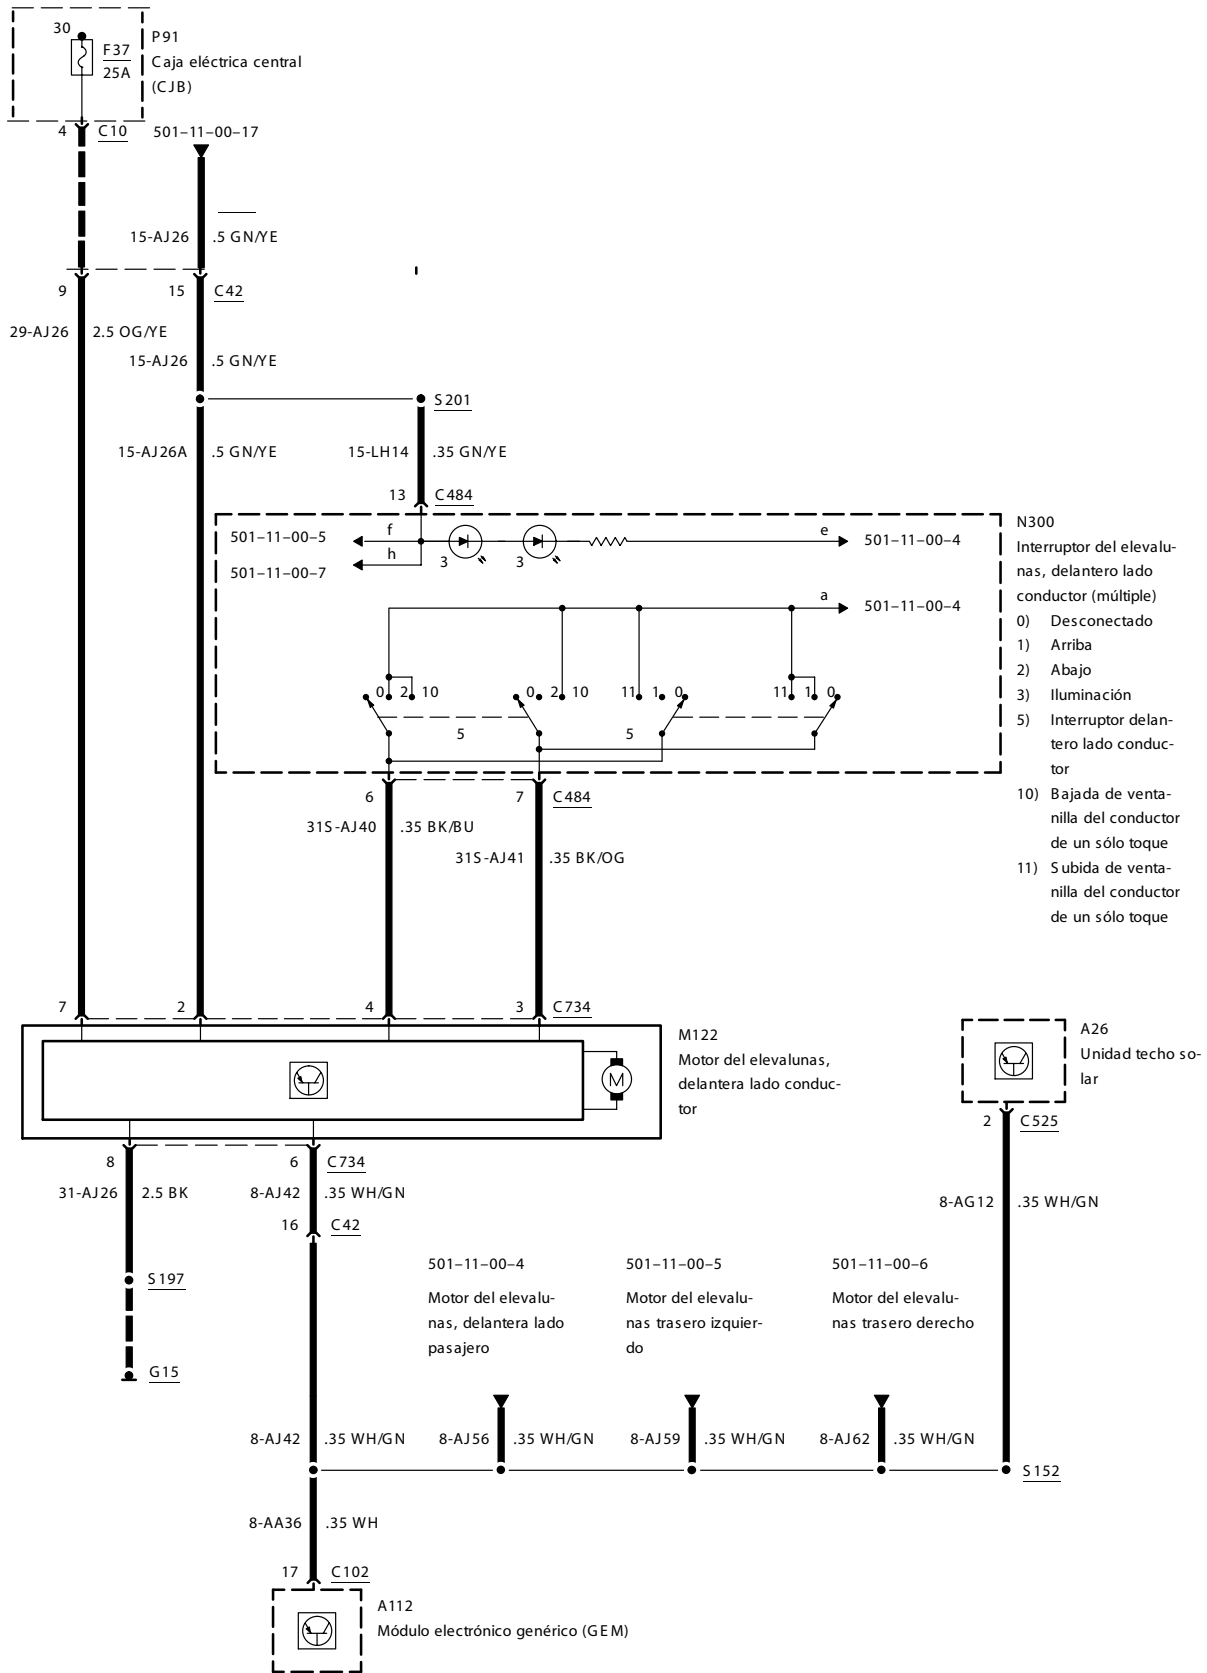 30
P91
F37
25A
Caja eléctrica central
(CJB)
4
C10
501–11–00–17
15-AJ26 .5 GN/YE
9
15
C42
29-AJ26 2.5 OG/YE
15-AJ26 .5 GN/YE
S201
15-AJ26A .5 GN/YE
15-LH14 .35 GN/YE
13
C484
N300
Interruptor del elevalu-
nas, delantero lado
conductor (múltiple)
0) Desconectado
1) Arriba
2) Abajo
3) Iluminación
5) Interruptor delan-
tero lado conduc-
tor
10) Bajada de venta-
nilla del conductor
de un sólo toque
11) Subida de venta-
nilla del conductor
de un sólo toque
501–11–00–5
f
h
501–11–00–7
3
3
e
501–11–00–4
a
501–11–00–4
0 2 10
0 2 10
11 1 0
11 1 0
5
5
6
7
C484
31S-AJ40 .35 BK/BU
31S-AJ41 .35 BK/OG
7
2
4
3
C734
M122
Motor del elevalunas,
delantera lado conduc-
tor
M
A26
Unidad techo so-
lar
2
C525
8
6
C734
31-AJ26 2.5 BK
8-AJ42 .35 WH/GN
8-AG12 .35 WH/GN
16
C42
S197
G15
501–11–00–4
Motor del elevalu-
nas, delantera lado
pasajero
501–11–00–5
Motor del elevalu-
nas trasero izquier-
do
501–11–00–6
Motor del elevalu-
nas trasero derecho
8-AJ42 .35 WH/GN
8-AJ56 .35 WH/GN
8-AJ59 .35 WH/GN
8-AJ62 .35 WH/GN
S152
8-AA36 .35 WH
17
C102
A112
Módulo electrónico genérico (GEM)